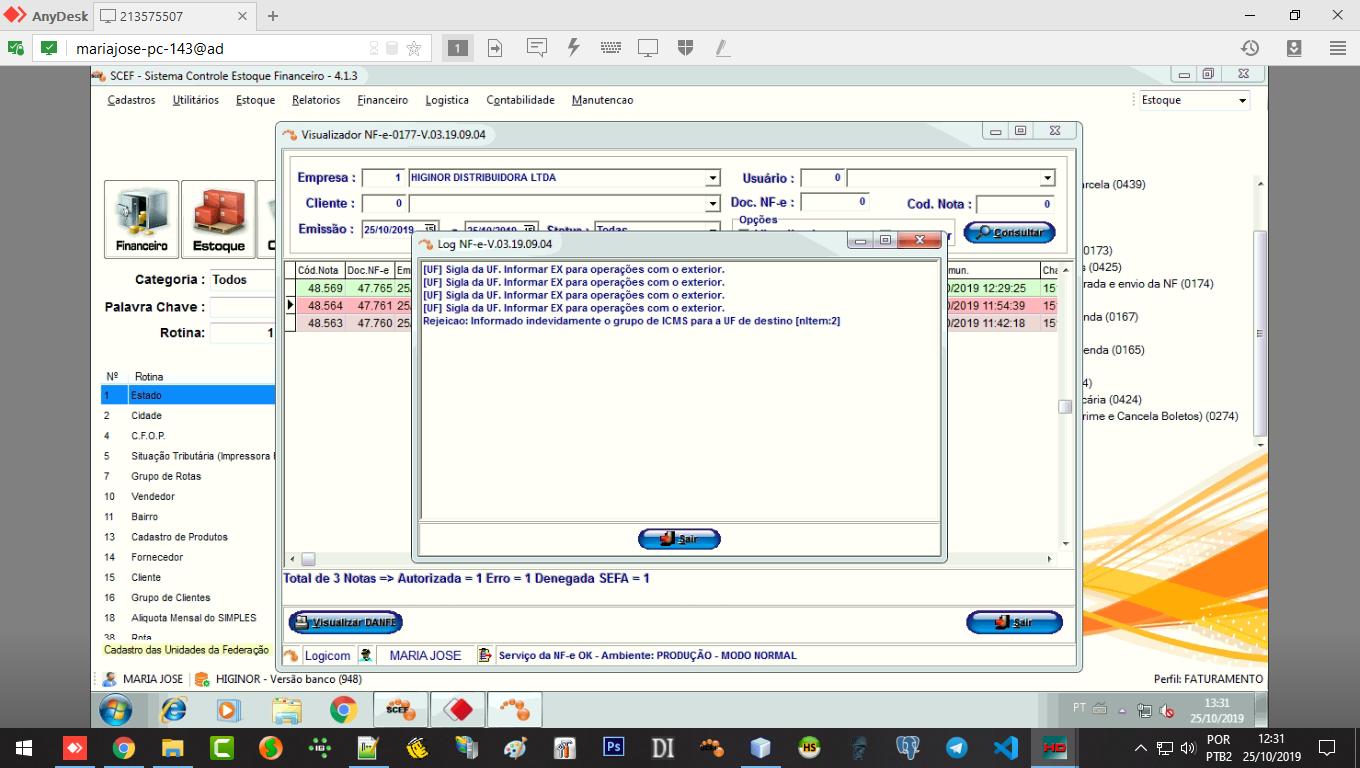 AnyDesk
213575507
mariajose-pc-143@ad
1
SCEF - Sistema Controle Estoque Financeiro - 4.1.3
Cadastros Utilitários Estoque Relatorios Financeiro Logistica Contabilidade Manutencao
Estoque
Visualizador NF-e-0177-V.03.19.09.04
Empresa : 1 HIGINOR DISTRIBUIDORA LTDA
Usuário : 0
Cliente : 0
Doc. NF-e : 0
Cod. Nota : 0
Opções
Emissão : 25/10/2019 25/10/2019 Status : Todas
Consultar
Financeiro
Estoque
Categoria : Todos
Palavra Chave :
Rotina: 1
Nº Rotina
1 Estado
2 Cidade
4 C.F.O.P.
5 Situação Tributária (Impressora
7 Grupo de Rotas
10 Vendedor
11 Bairro
13 Cadastro de Produtos
14 Fornecedor
15 Cliente
16 Grupo de Clientes
18 Aliquota Mensal do SIMPLES
38 Rota
Cadastro das Unidades da Federação
Cód.Nota Doc.NF-e Em
48.569 47.765 25/
48.564 47.761 25/
48.563 47.760 25/
mun. Cha
0/2019 12:29:25 15
0/2019 11:54:39 15
0/2019 11:42:18 15
Log NF-e-V.03.19.09.04
[UF] Sigla da UF. Informar EX para operações com o exterior.
[UF] Sigla da UF. Informar EX para operações com o exterior.
[UF] Sigla da UF. Informar EX para operações com o exterior.
[UF] Sigla da UF. Informar EX para operações com o exterior.
Rejeicao: Informado indevidamente o grupo de ICMS para a UF de destino [nItem:2]
Sair
Total de 3 Notas => Autorizada = 1 Erro = 1 Denegada SEFA = 1
Visualizar DANFE
Sair
Logicom MARIA JOSE Serviço da NF-e OK - Ambiente: PRODUÇÃO - MODO NORMAL
arcela (0439)
0173)
s (0425)
rada e envio da NF (0174)
nda (0167)
enda (0165)
4)
cária (0424)
rime e Cancela Boletos) (0274)
MARIA JOSE HIGINOR - Versão banco (948)
Perfil: FATURAMENTO
SCEF
PT
13:31
25/10/2019
Ps
DI
HS
HD
POR
PTB2
12:31
25/10/2019